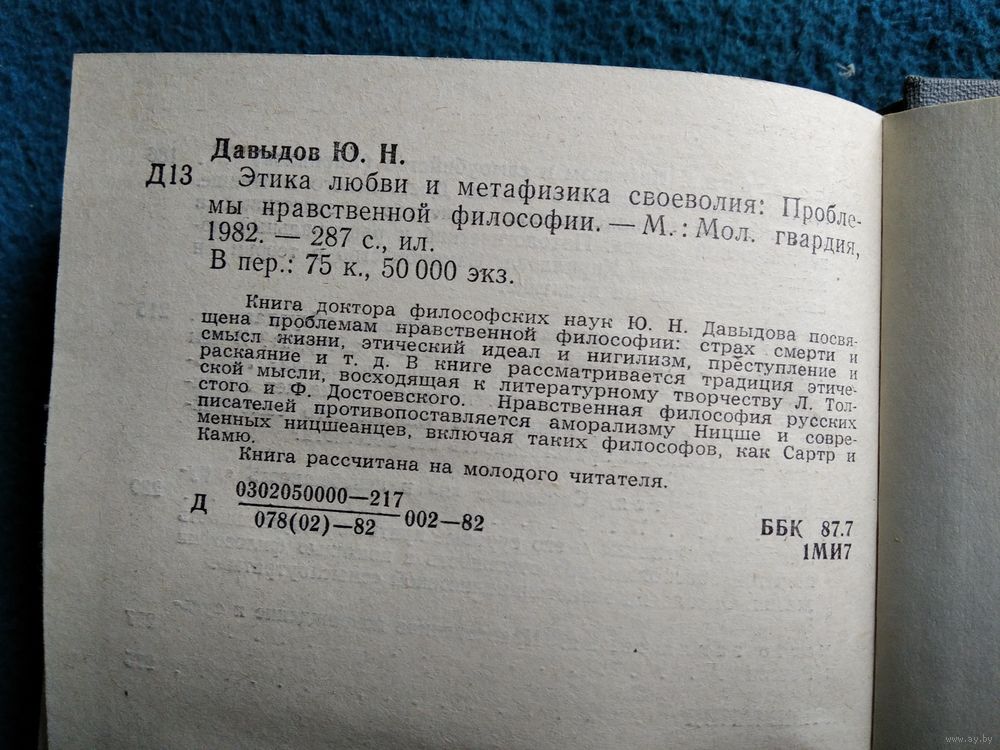 Давыдов Ю. Н.
Д13 Этика любви и метафизика своеволия: Пробле-
мы нравственной философии. — М.: Мол. гвардия,
1982. — 287 с., ил.
В пер.: 75 к., 50 000 экз.
Книга доктора философских наук Ю. Н. Давыдова посвя-
щена проблемам нравственной философии: страх смерти и
смысл жизни, этический идеал и нигилизм, преступление и
раскаяние и т. д. В книге рассматривается традиция этиче-
ской мысли, восходящая к литературному творчеству Л. Тол-
стого и Ф. Достоевского. Нравственная философия русских
писателей противопоставляется аморализму Ницше и совре-
менных ницшеанцев, включая таких философов, как Сартр и
Камю.
Книга рассчитана на молодого читателя.
Д 0302050000—217
078(02)—82 002—82
ББК 87.7
1МИ7
www.ay.by